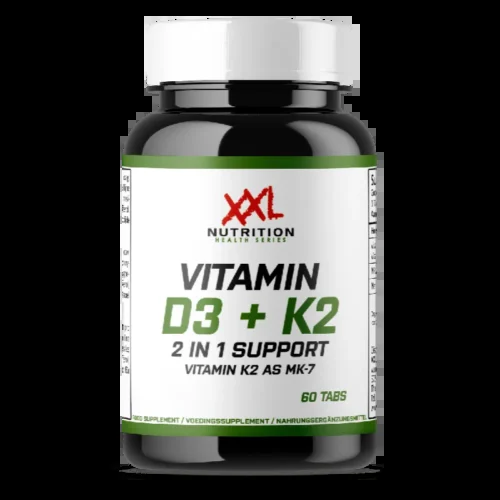 XXL
NUTRITION
HEALTH SERIES
VITAMIN
D3 + K2
2 IN 1 SUPPORT
VITAMIN K2 AS MK-7
60 TABS
FOOD SUPPLEMENT / VOEDINGSSUPPLEMENT / NAHRUNGSERGÄNZUNGSMITTEL